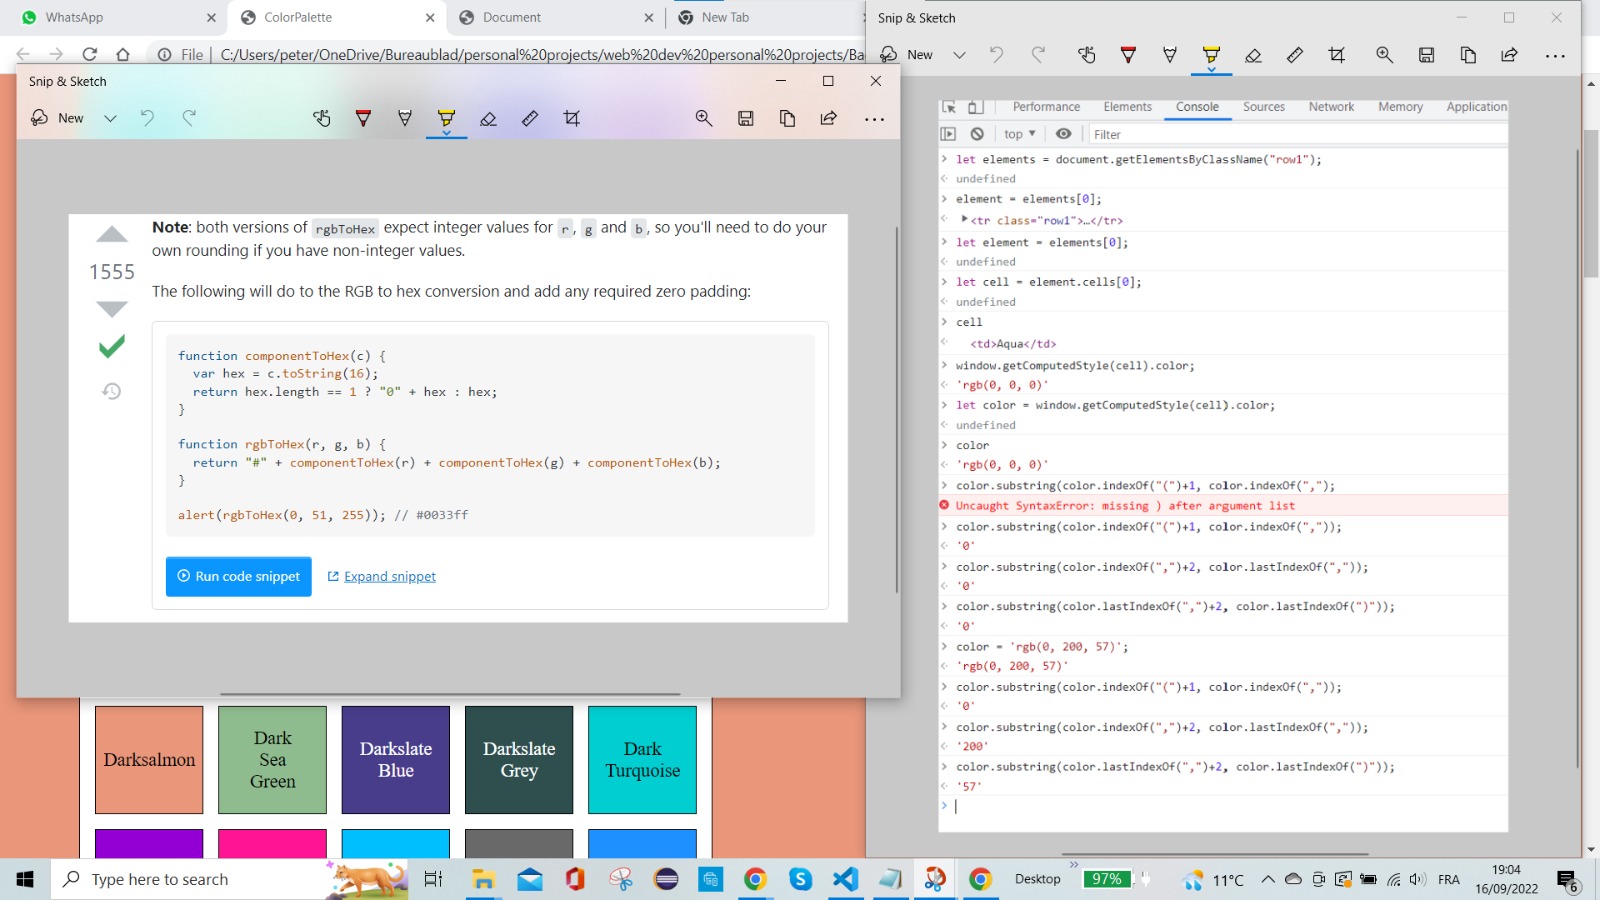 WhatsApp
ColorPalette
Document
New Tab
File
C:/Users/peter/OneDrive/Bureaublad/personal%20projects/web%20dev%20personal%20projects/Ba
Snip & Sketch
New
Note: both versions of rgbToHex expect integer values for r, g and b, so you'll need to do your
own rounding if you have non-integer values.
1555
The following will do to the RGB to hex conversion and add any required zero padding:
function componentToHex(c) {
var hex = c.toString(16);
return hex.length == 1 ? "0" + hex : hex;
}
function rgbToHex(r, g, b) {
return "#" + componentToHex(r) + componentToHex(g) + componentToHex(b);
}
alert(rgbToHex(0, 51, 255)); // #0033ff
Run code snippet
Expand snippet
Darksalmon
Dark
Sea
Green
Darkslate
Blue
Darkslate
Grey
Dark
Turquoise
Snip & Sketch
New
Performance
Elements
Console
Sources
Network
Memory
Application
top
Filter
let elements = document.getElementsByClassName("row1");
undefined
element = elements[0];
<tr class="row1">…</tr>
let element = elements[0];
undefined
let cell = element.cells[0];
undefined
cell
<td>Aqua</td>
window.getComputedStyle(cell).color;
'rgb(0, 0, 0)'
let color = window.getComputedStyle(cell).color;
undefined
color
'rgb(0, 0, 0)'
color.substring(color.indexOf("(")+1, color.indexOf(",");
Uncaught SyntaxError: missing ) after argument list
color.substring(color.indexOf("(")+1, color.indexOf(","));
'0'
color.substring(color.indexOf(",")+2, color.lastIndexOf(","));
'0'
color.substring(color.lastIndexOf(",")+2, color.lastIndexOf(")"));
'0'
color = 'rgb(0, 200, 57)';
'rgb(0, 200, 57)'
color.substring(color.indexOf("(")+1, color.indexOf(","));
'0'
color.substring(color.indexOf(",")+2, color.lastIndexOf(","));
'200'
color.substring(color.lastIndexOf(",")+2, color.lastIndexOf(")"));
'57'
Type here to search
Desktop
97%
11°C
FRA
19:04
16/09/2022
6